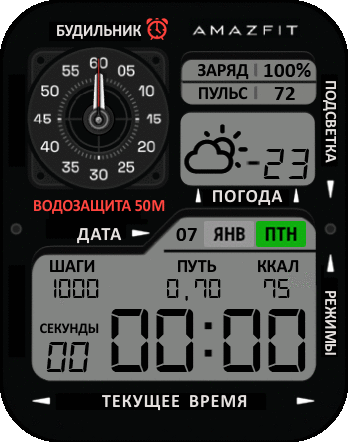 БУДИЛЬНИК
AMAZFIT
60
55 05
50 10
45 15
40 20
35 25
30
ЗАРЯД 100%
ПУЛЬС 72
ПОДСВЕТКА
-23
ВОДОЗАЩИТА 50М
ПОГОДА
ДАТА 07 ЯНВ ПТН
ШАГИ ПУТЬ ККАЛ
1000 0,70 75
СЕКУНДЫ
00 00:00
РЕЖИМЫ
ТЕКУЩЕЕ ВРЕМЯ